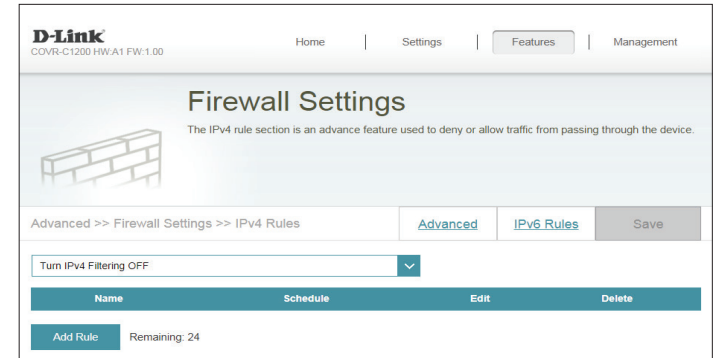 D-Link
COVR-C1200 HW:A1 FW:1.00
Home | Settings | Features | Management
Firewall Settings
The IPv4 rule section is an advance feature used to deny or allow traffic from passing through the device.
Advanced >> Firewall Settings >> IPv4 Rules
Advanced
IPv6 Rules
Save
Turn IPv4 Filtering OFF
Name Schedule Edit Delete
Add Rule Remaining: 24